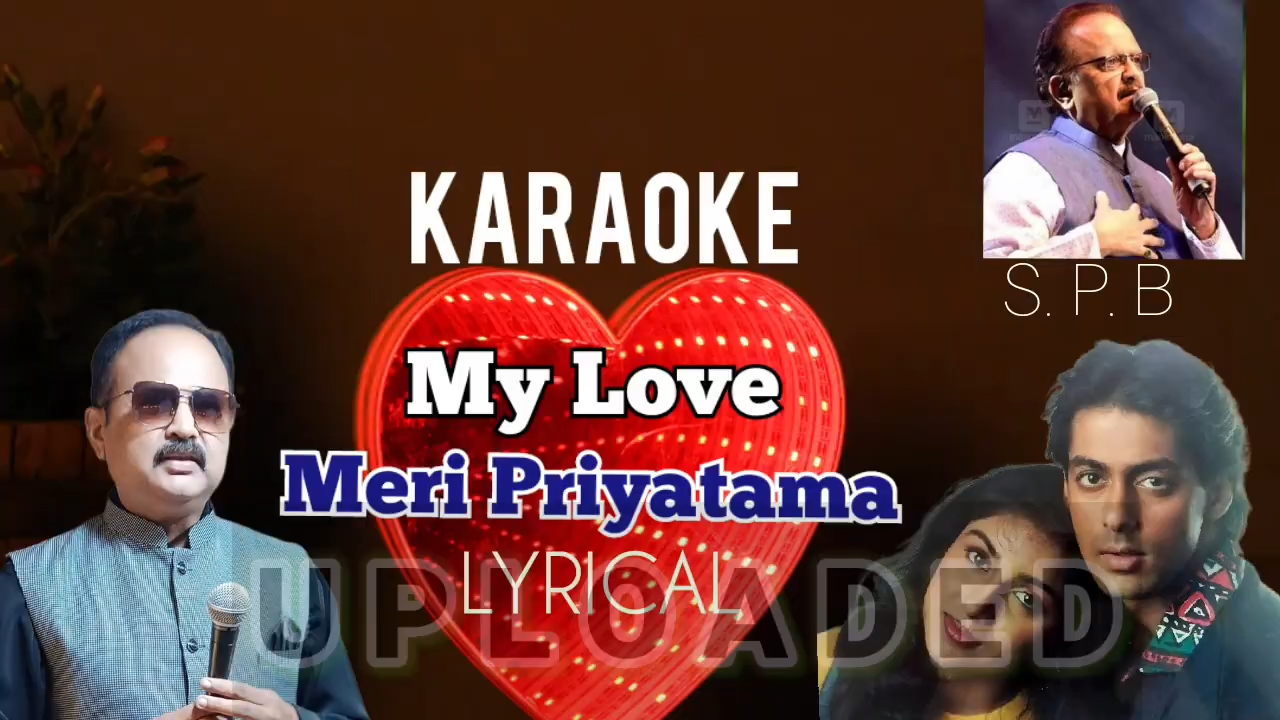 KARAOKE
S. P. B
My Love
Meri Priyatama
LYRICAL
UPLOADED